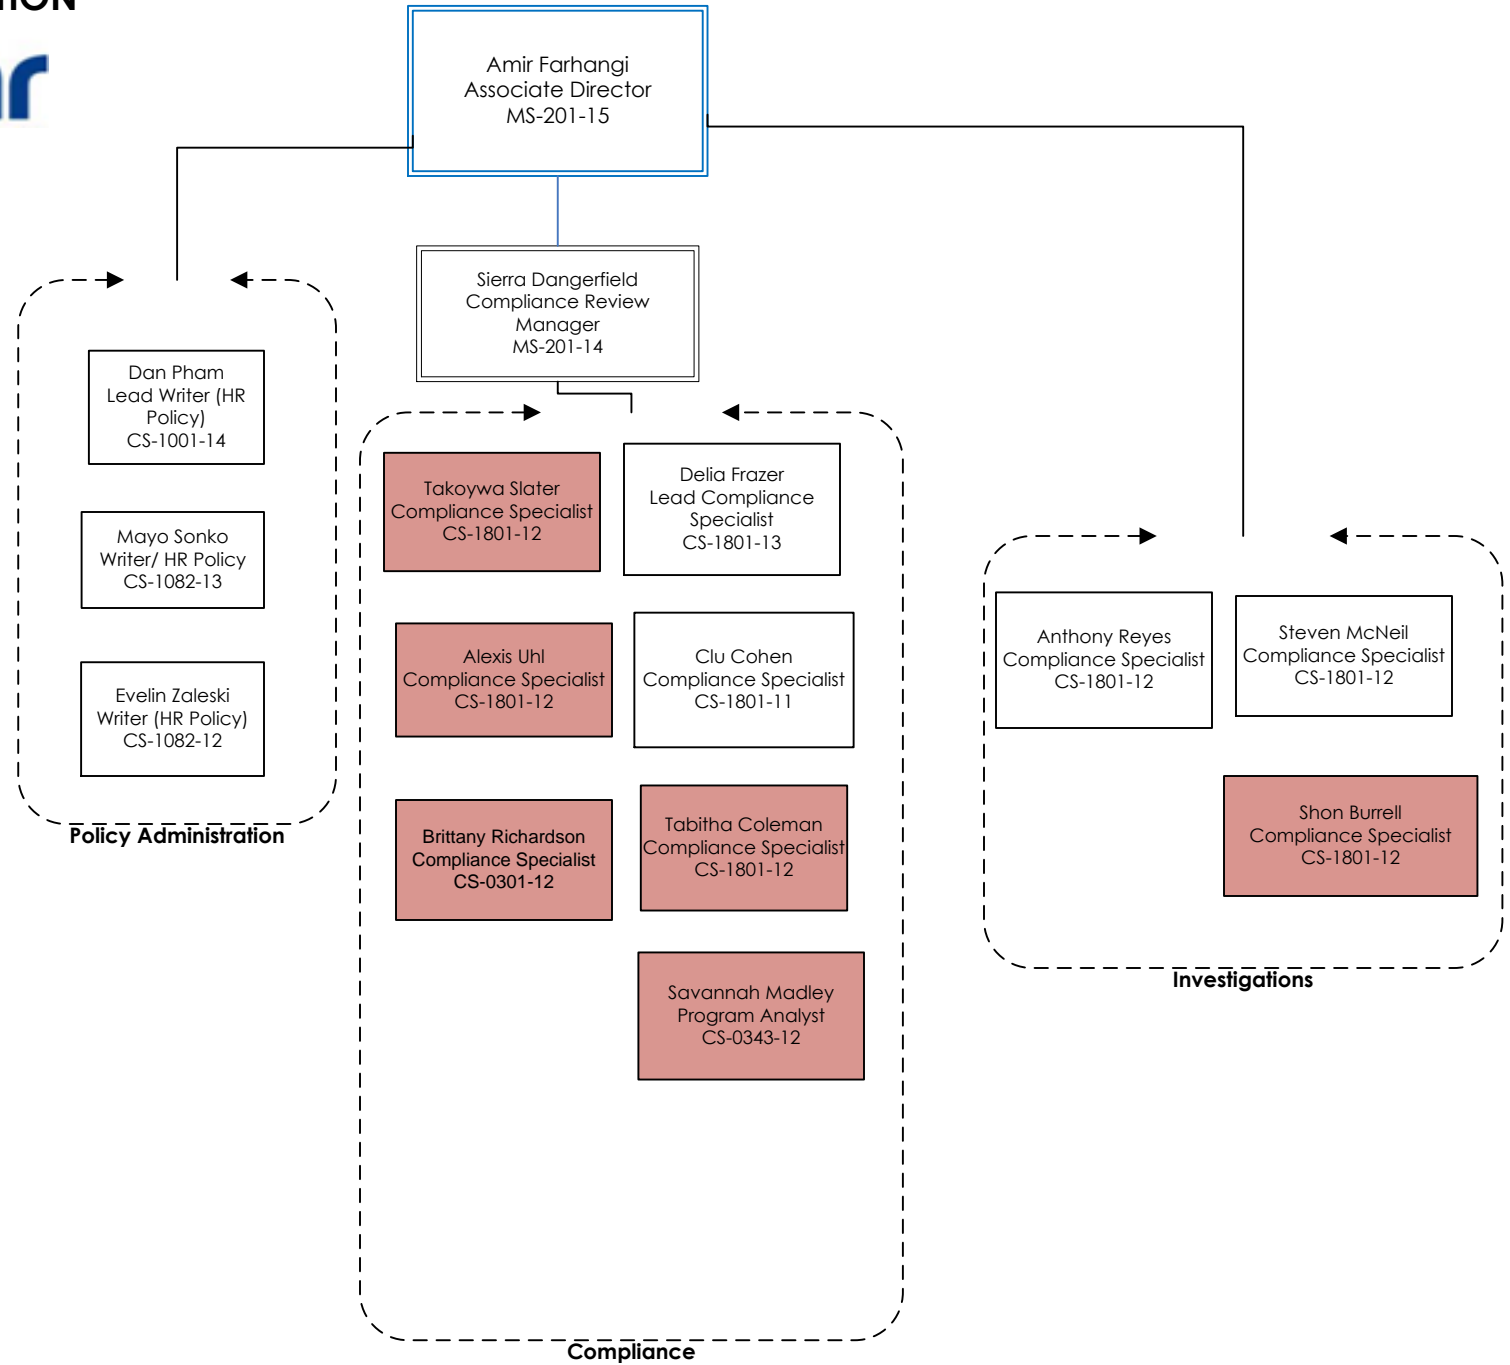 Amir Farhangi
Associate Director
MS-201-15
Sierra Dangerfield
Compliance Review
Manager
MS-201-14
Dan Pham
Lead Writer (HR
Policy)
CS-1001-14
Mayo Sonko
Writer/ HR Policy
CS-1082-13
Evelin Zaleski
Writer (HR Policy)
CS-1082-12
Policy Administration
Takoywa Slater
Compliance Specialist
CS-1801-12
Delia Frazer
Lead Compliance
Specialist
CS-1801-13
Alexis Uhl
Compliance Specialist
CS-1801-12
Clu Cohen
Compliance Specialist
CS-1801-11
Brittany Richardson
Compliance Specialist
CS-0301-12
Tabitha Coleman
Compliance Specialist
CS-1801-12
Savannah Madley
Program Analyst
CS-0343-12
Compliance
Anthony Reyes
Compliance Specialist
CS-1801-12
Steven McNeil
Compliance Specialist
CS-1801-12
Shon Burrell
Compliance Specialist
CS-1801-12
Investigations